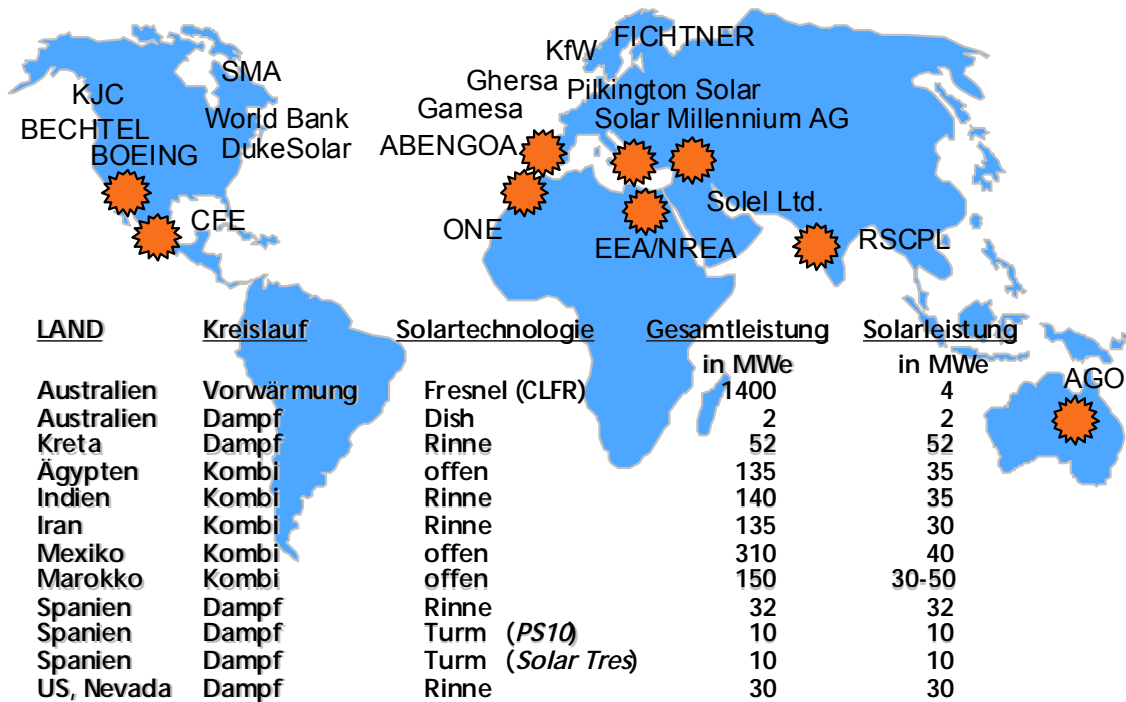 FICHTNER
KfW
SMA
Ghersa
Pilkington Solar
KJC
Gamesa
World Bank
Solar Millennium AG
BECHTEL
DukeSolar
ABENGOA
BOEING
Solel Ltd.
CFE
ONE
EEA/NREA
RSCPL
LAND Kreislauf Solartechnologie Gesamtleistung Solarleistung
in MWe in MWe
AGO
Australien Vorwärmung Fresnel (CLFR) 1400 4
Australien Dampf Dish 2 2
Kreta Dampf Rinne 52 52
Ägypten Kombi offen 135 35
Indien Kombi Rinne 140 35
Iran Kombi Rinne 135 30
Mexiko Kombi offen 310 40
Marokko Kombi offen 150 30-50
Spanien Dampf Rinne 32 32
Spanien Dampf Turm (PS10) 10 10
Spanien Dampf Turm (Solar Tres) 10 10
US, Nevada Dampf Rinne 30 30